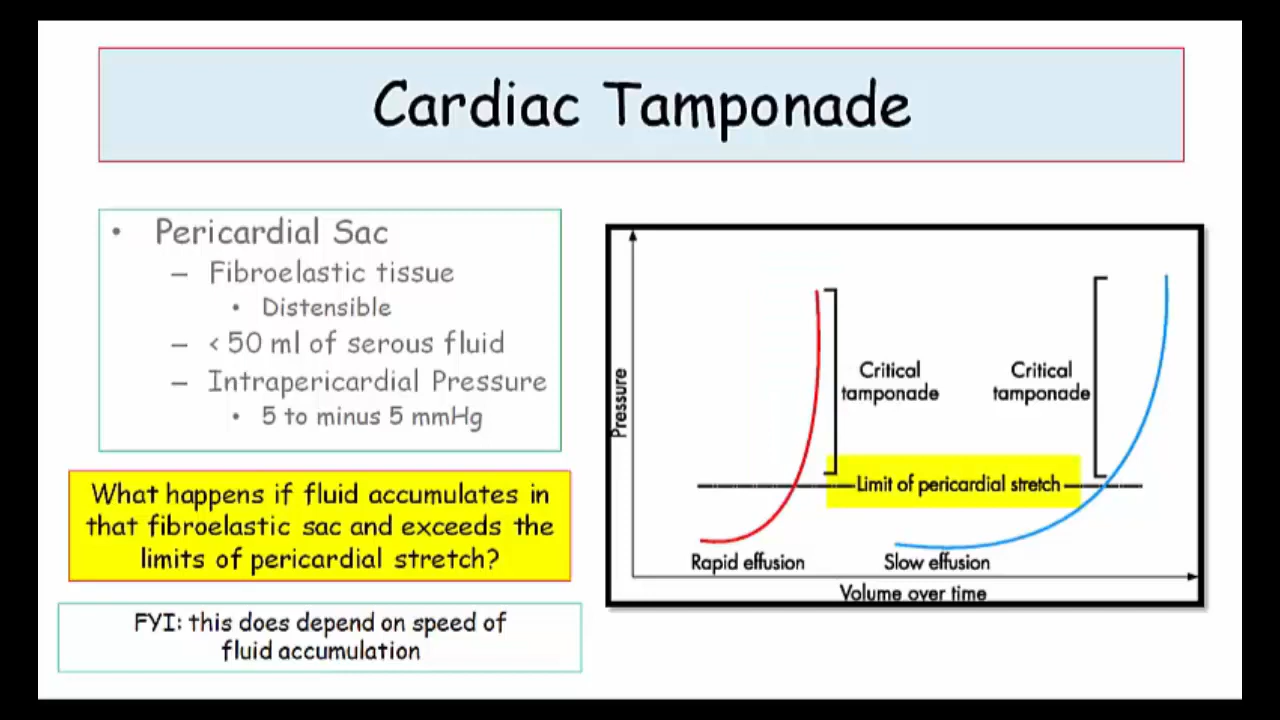 Cardiac Tamponade
• Pericardial Sac
– Fibroelastic tissue
• Distensible
– < 50 ml of serous fluid
– Intrapericardial Pressure
• 5 to minus 5 mmHg
What happens if fluid accumulates in
that fibroelastic sac and exceeds the
limits of pericardial stretch?
FYI: this does depend on speed of
fluid accumulation
Pressure
Critical
tamponade
Critical
tamponade
Limit of pericardial stretch
Rapid effusion
Slow effusion
Volume over time